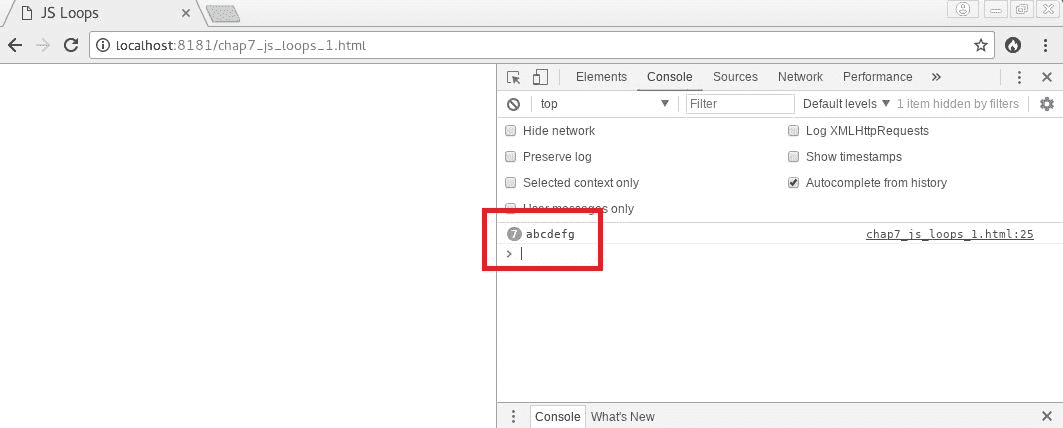 JS Loops
localhost:8181/chap7_js_loops_1.html
Elements Console Sources Network Performance »
top Filter Default levels 1 item hidden by filters
Hide network Log XMLHttpRequests
Preserve log Show timestamps
Selected context only Autocomplete from history
User messages only
7 abcdefg chap7_js_loops_1.html:25
>
Console What's New